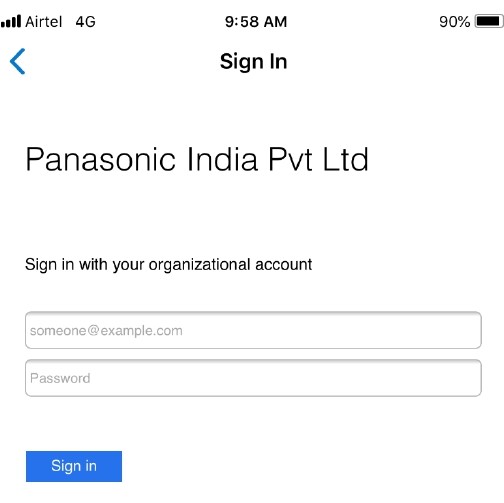 Airtel 4G 9:58 AM 90%
Sign In
Panasonic India Pvt Ltd
Sign in with your organizational account
someone@example.com
Password
Sign in